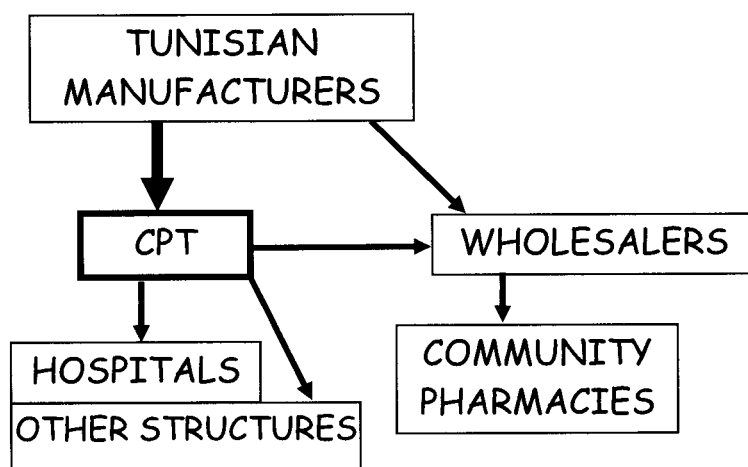 TUNISIAN
MANUFACTURERS
CPT
WHOLESALERS
HOSPITALS
OTHER STRUCTURES
COMMUNITY
PHARMACIES